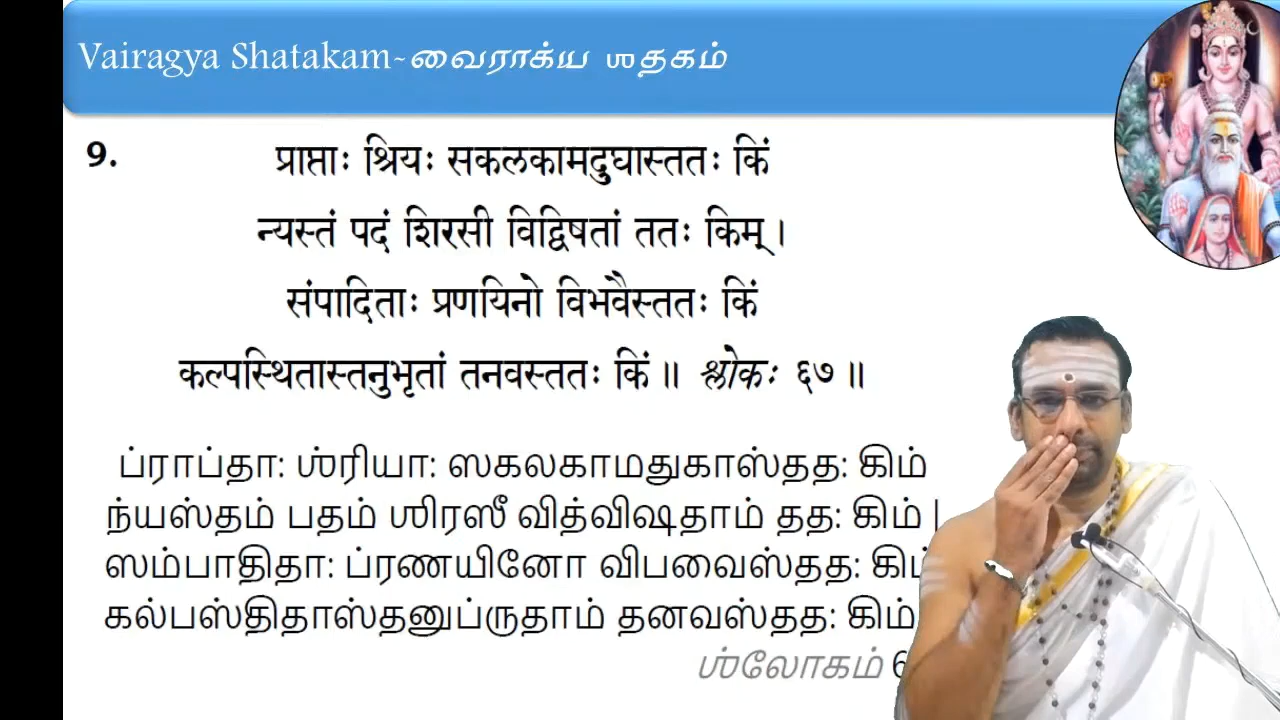 Vairagya Shatakam-வைராக்ய ஶதகம்
9.
प्राप्ताः श्रियः सकलकामदुघास्ततः किं
न्यस्तं पदं शिरसी विद्विषतां ततः किम् ।
संपादिताः प्रणयिनो विभवैस्ततः किं
कल्पस्थितास्तनुभृतां तनवस्ततः किं ॥ श्लोकः ६७ ॥
ப்ராப்தா: ஶ்ரியா: ஸகலகாமதுகாஸ்தத: கிம்
ந்யஸ்தம் பதம் ஶிரஸீ வித்விஷதாம் தத: கிம் |
ஸம்பாதிதா: ப்ரணயினோ விபவைஸ்தத: கிம்
கல்பஸ்திதாஸ்தனுப்ருதாம் தனவஸ்தத: கிம்
ஶ்லோகம்